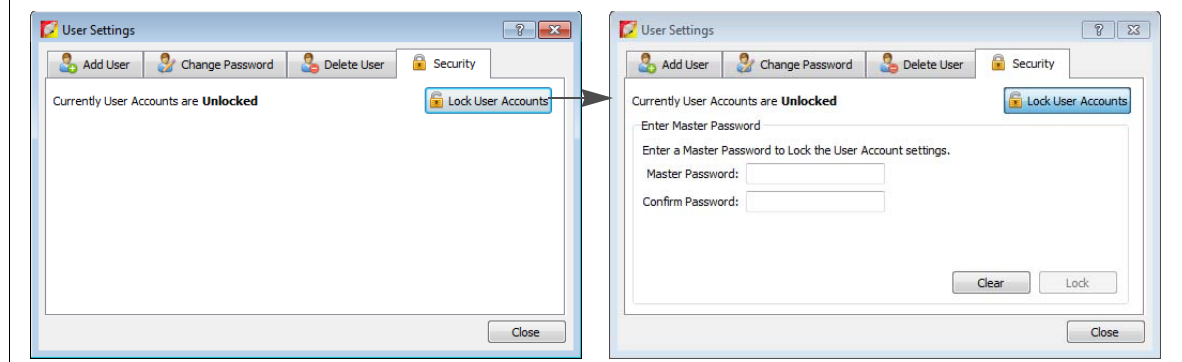 User Settings
?
Add User
Change Password
Delete User
Security
Currently User Accounts are Unlocked
Lock User Accounts
Close
User Settings
?
Add User
Change Password
Delete User
Security
Currently User Accounts are Unlocked
Lock User Accounts
Enter Master Password
Enter a Master Password to Lock the User Account settings.
Master Password:
Confirm Password:
Clear
Lock
Close